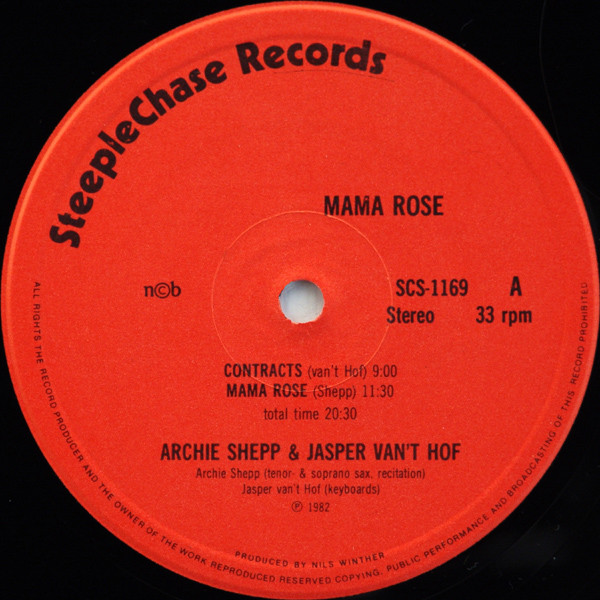 SteepleChase Records
MAMA ROSE
n©b
SCS-1169 A
Stereo 33 rpm
CONTRACTS (van't Hof) 9:00
MAMA ROSE (Shepp) 11:30
total time 20:30
ARCHIE SHEPP & JASPER VAN'T HOF
Archie Shepp (tenor- & soprano sax, recitation)
Jasper van't Hof (keyboards)
℗ 1982
PRODUCED BY NILS WINTHER
ALL RIGHTS THE RECORD PRODUCER AND THE OWNER OF THE WORK REPRODUCED RESERVED COPYING, PUBLIC PERFORMANCE AND BROADCASTING OF THIS RECORD PROHIBITED